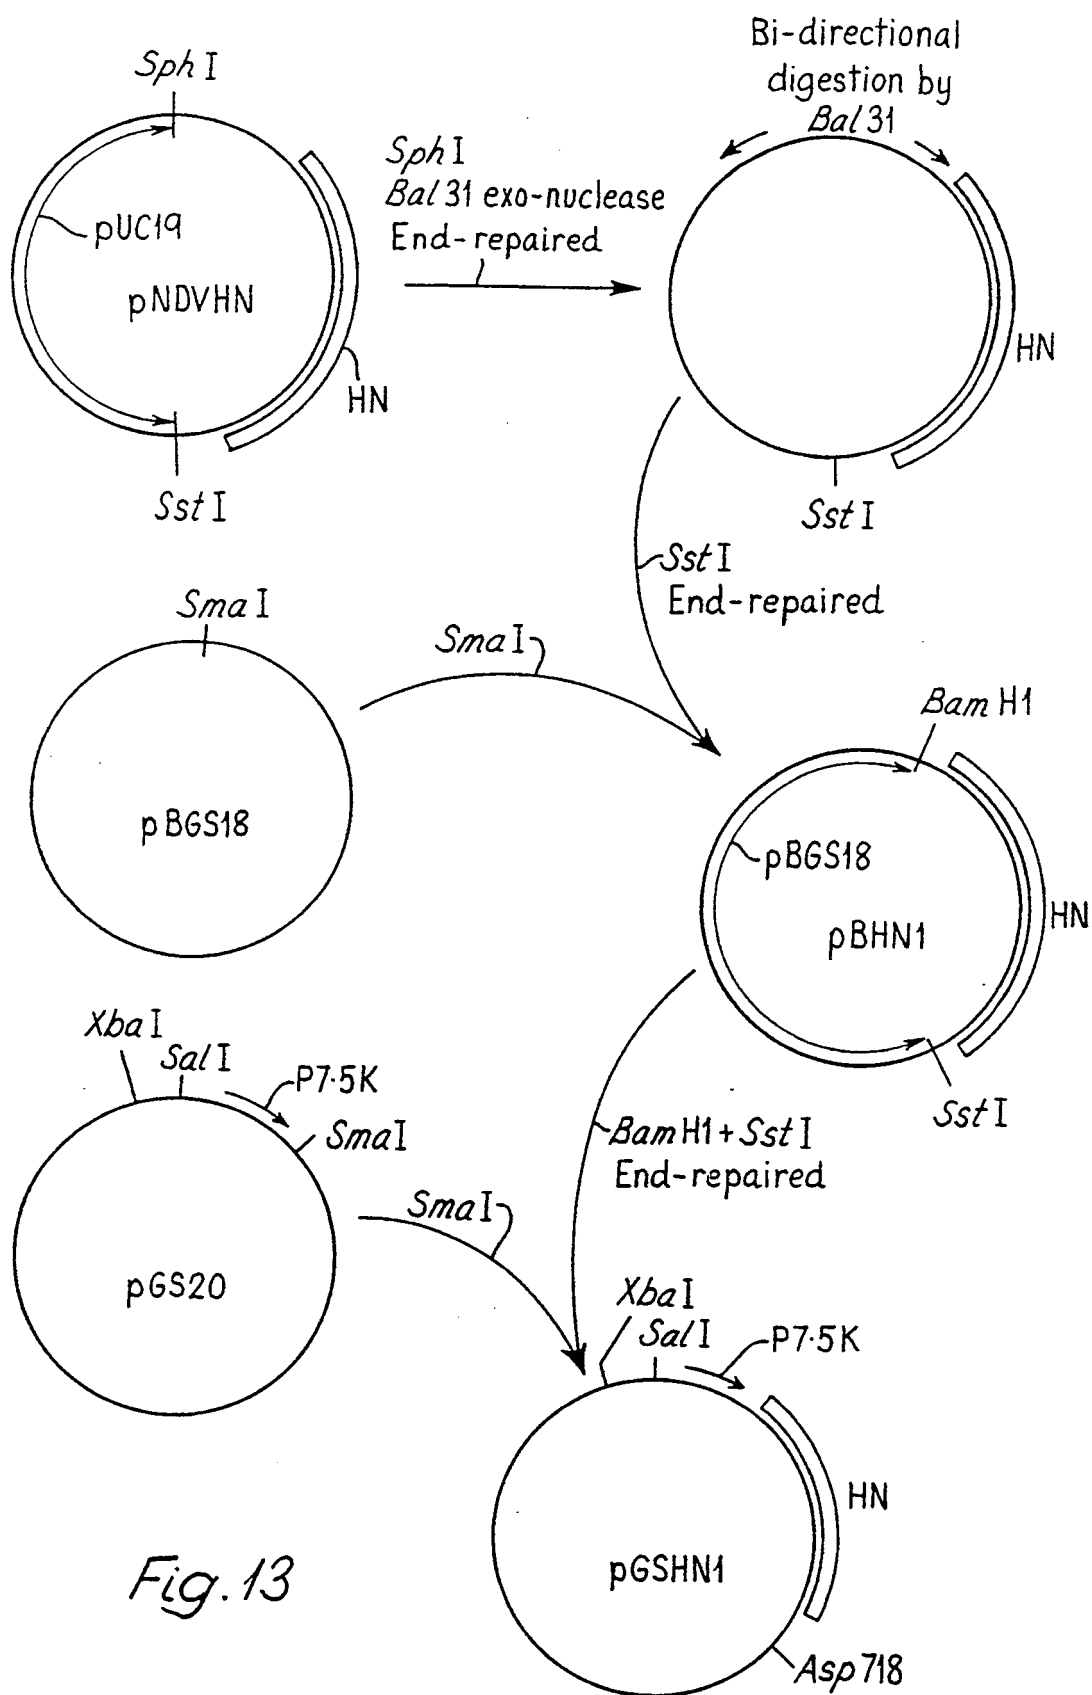 Sph I
pUC19
pNDVHN
HN
Sst I
Sph I
Bal 31 exo-nuclease
End-repaired
Bi-directional
digestion by
Bal 31
HN
Sst I
Sst I
End-repaired
Sma I
pBGS18
Sma I
Bam H1
pBGS18
pBHN1
HN
Sst I
Xba I
Sal I
P7·5K
Sma I
pGS20
Sma I
Bam H1 + Sst I
End-repaired
Xba I
Sal I
P7·5K
HN
pGSHN1
Asp 718
Fig. 13